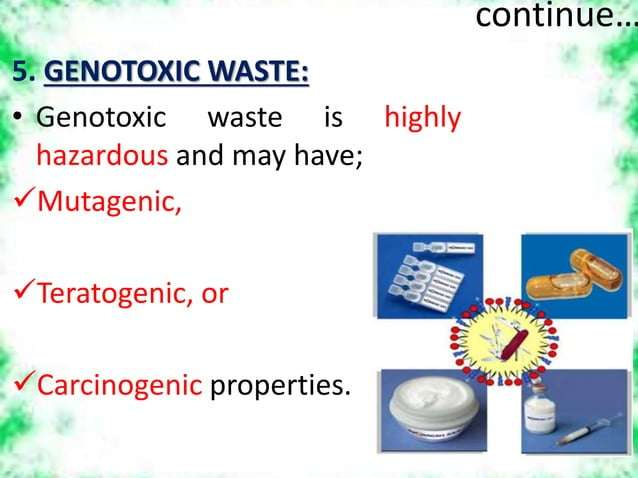 continue…
5. GENOTOXIC WASTE:
• Genotoxic waste is highly
hazardous and may have;
✓Mutagenic,
✓Teratogenic, or
✓Carcinogenic properties.